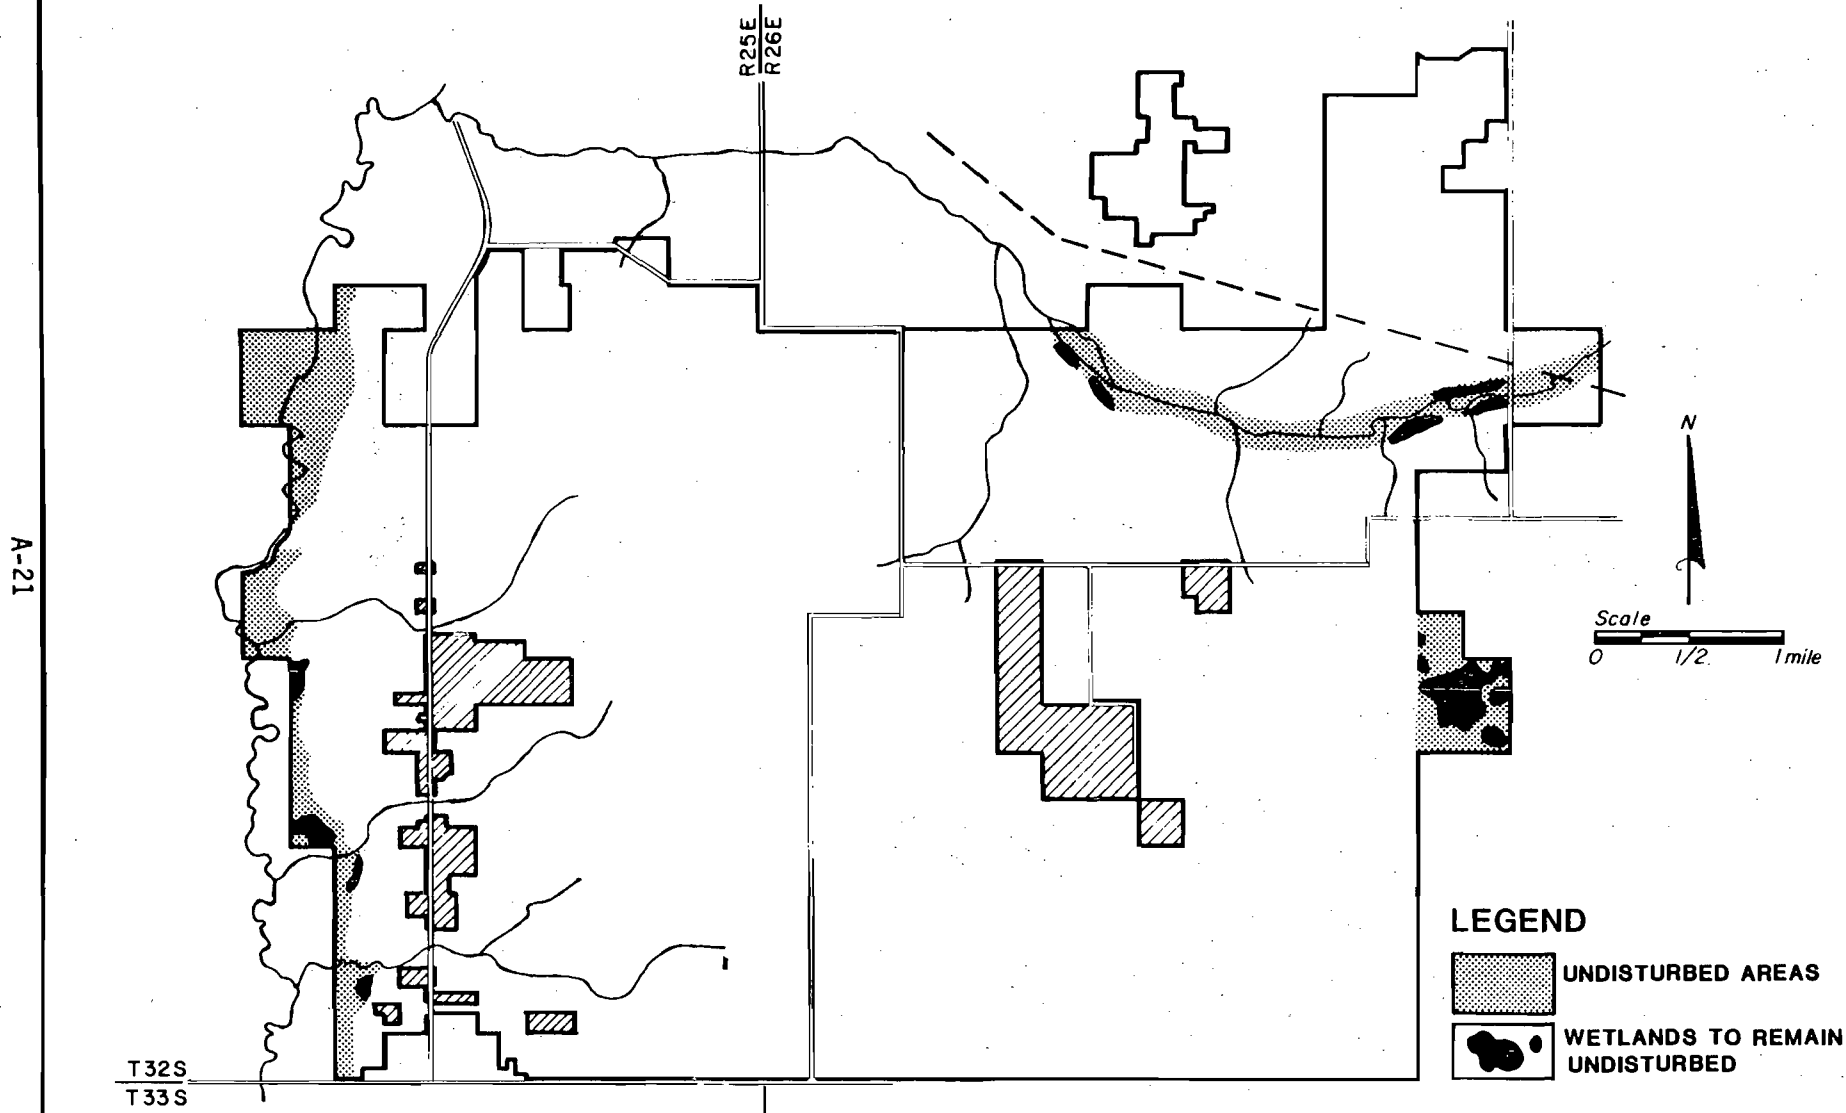 R25E
R26E
A-21
N
Scale
0 1/2 1 mile
LEGEND
UNDISTURBED AREAS
WETLANDS TO REMAIN
UNDISTURBED
T32S
T33S